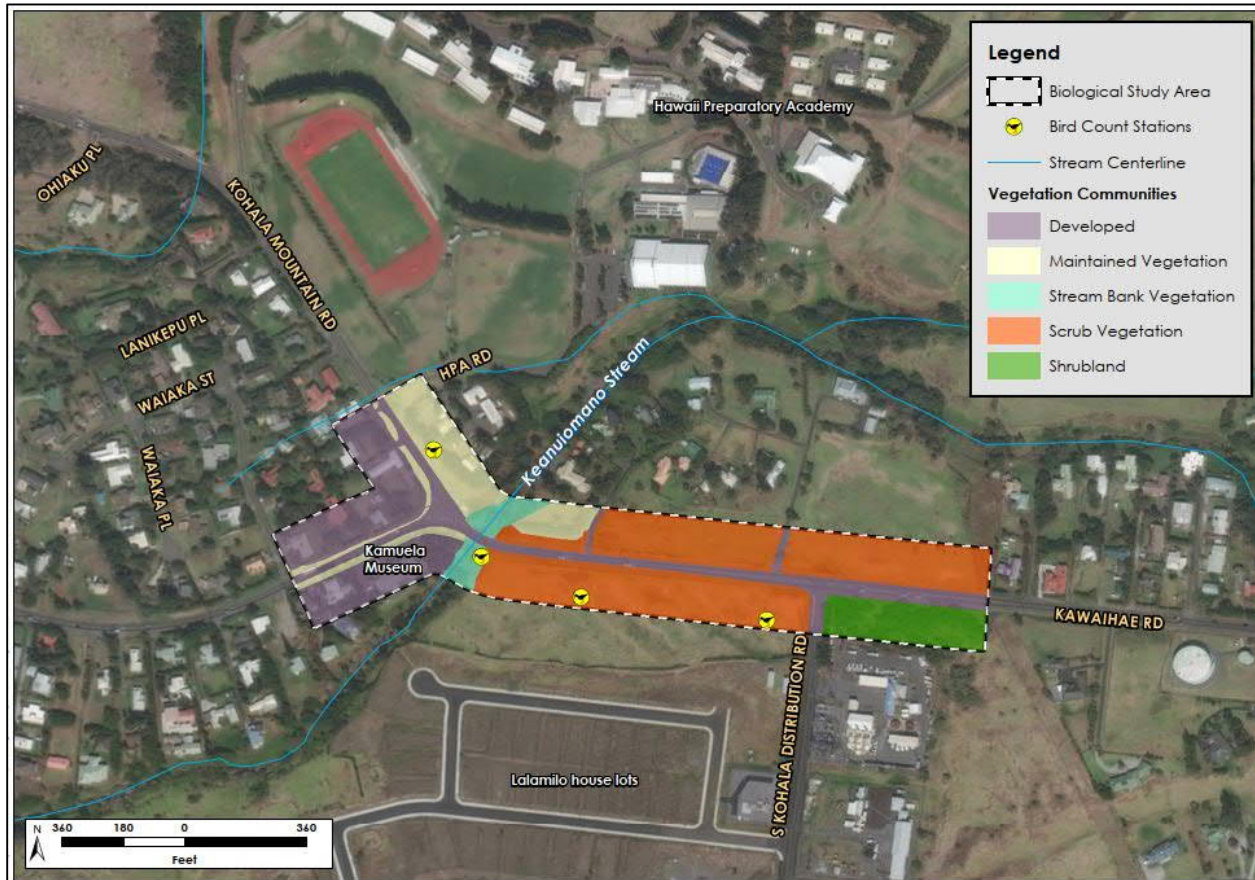 Legend
Biological Study Area
Bird Count Stations
Stream Centerline
Vegetation Communities
Developed
Maintained Vegetation
Stream Bank Vegetation
Scrub Vegetation
Shrubland
Hawaii Preparatory Academy
OHIAKU PL
KOHALA MOUNTAIN RD
LANIKEPU PL
WAIAKA ST
WAIAKA PL
HPA RD
Keanuiomano Stream
Kamuela
Museum
KAWAIHAE RD
S KOHALA DISTRIBUTION RD
Lalamilo house lots
N
360 180 0 360
Feet